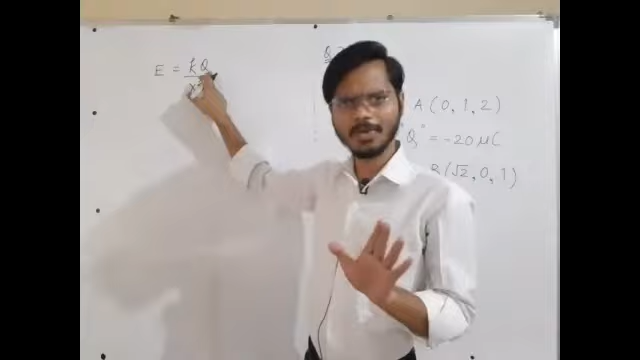 E = kQ
r²
Q
A (0, 1, 2)
"Q" = -20 μC
B (√2, 0, 1)